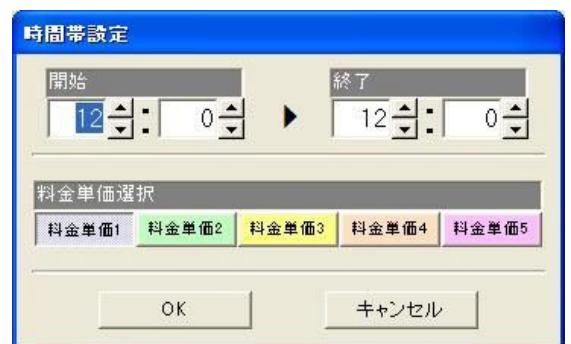 時間帯設定
開始 終了
12 : 0 ▶ 12 : 0
料金単価選択
料金単価1 料金単価2 料金単価3 料金単価4 料金単価5
OK キャンセル